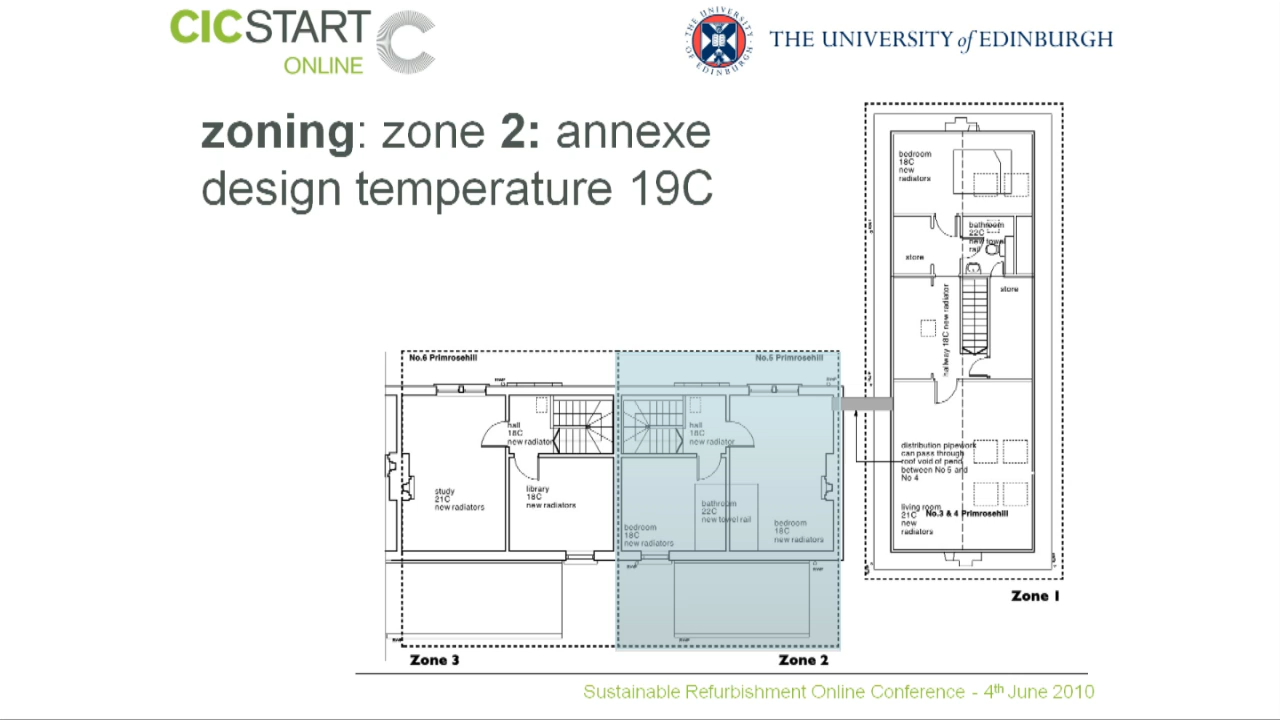 CICSTART
ONLINE
THE UNIVERSITY OF EDINBURGH
THE UNIVERSITY of EDINBURGH
zoning: zone 2: annexe
design temperature 19C
bedroom
18C
new
radiators
bathroom
22C
new towel
rail
store
store
hallway 18C new radiator
distribution pipework
can pass through
roof void of pend
between No 5 and
No 4
living room
21C
new
radiators
No.3 & 4 Primrosehill
Zone 1
No.6 Primrosehill
No.5 Primrosehill
hall
18C
new radiator
hall
18C
new radiator
study
21C
new radiators
library
18C
new radiators
bedroom
18C
new radiators
bathroom
22C
new towel rail
bedroom
18C
new radiators
Zone 3
Zone 2
Sustainable Refurbishment Online Conference - 4th June 2010